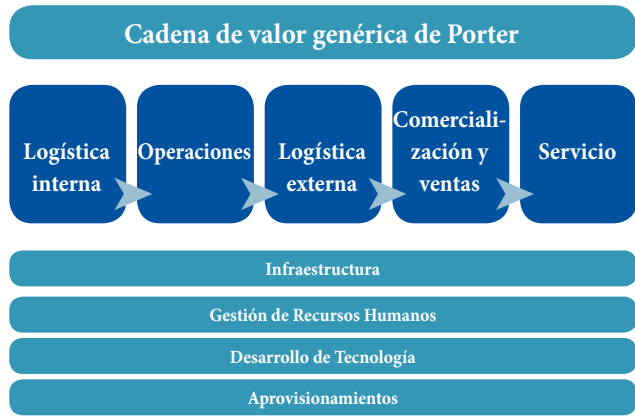 Cadena de valor genérica de Porter
Logística
interna
Operaciones
Logística
externa
Comerciali-
zación y
ventas
Servicio
Infraestructura
Gestión de Recursos Humanos
Desarrollo de Tecnología
Aprovisionamientos